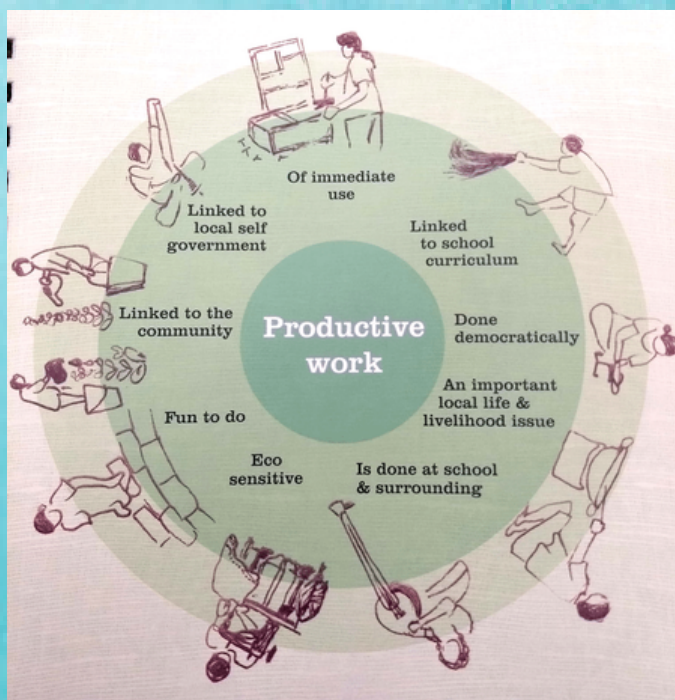 Of immediate
use
Linked to
local self
government
Linked
to school
curriculum
Linked to the
community
Productive
work
Done
democratically
An important
local life &
livelihood issue
Fun to do
Eco
sensitive
Is done at school
& surrounding